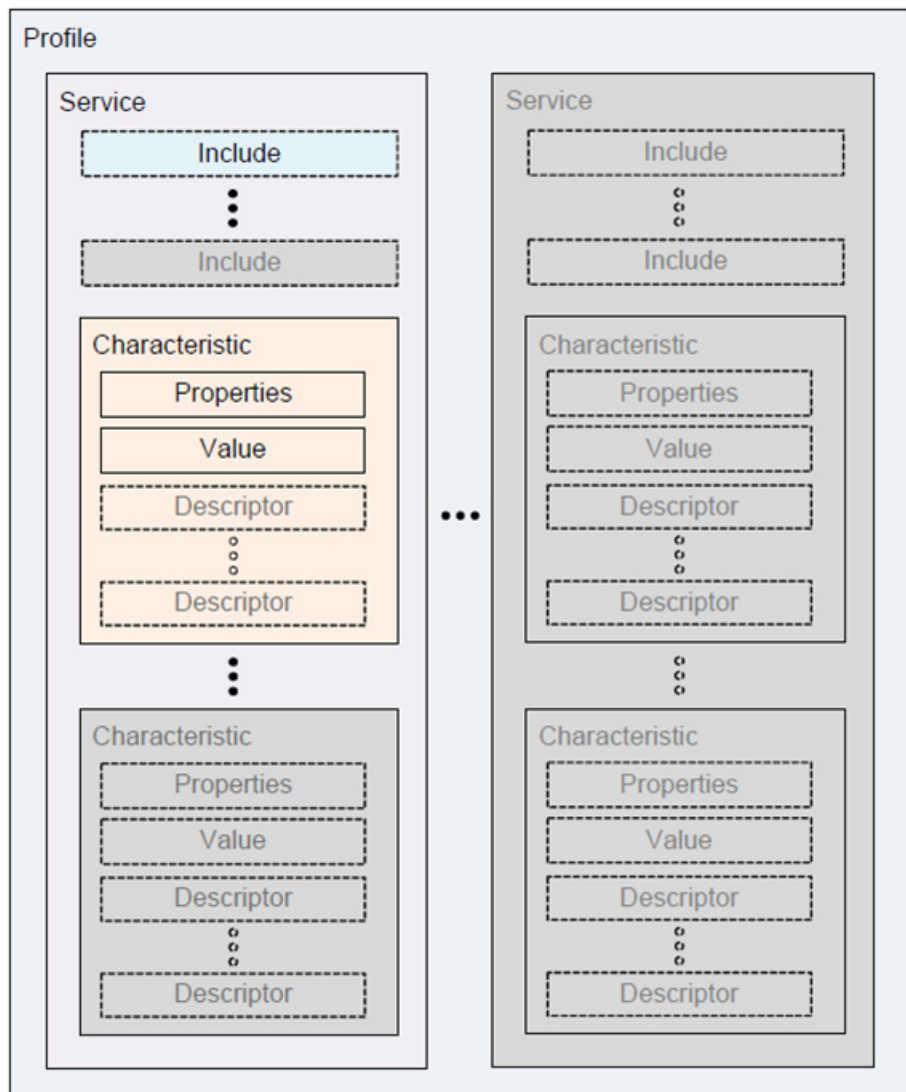 Profile
Service
Include
Include
Characteristic
Properties
Value
Descriptor
Descriptor
Characteristic
Properties
Value
Descriptor
Descriptor
Service
Include
Include
Characteristic
Properties
Value
Descriptor
Descriptor
Characteristic
Properties
Value
Descriptor
Descriptor